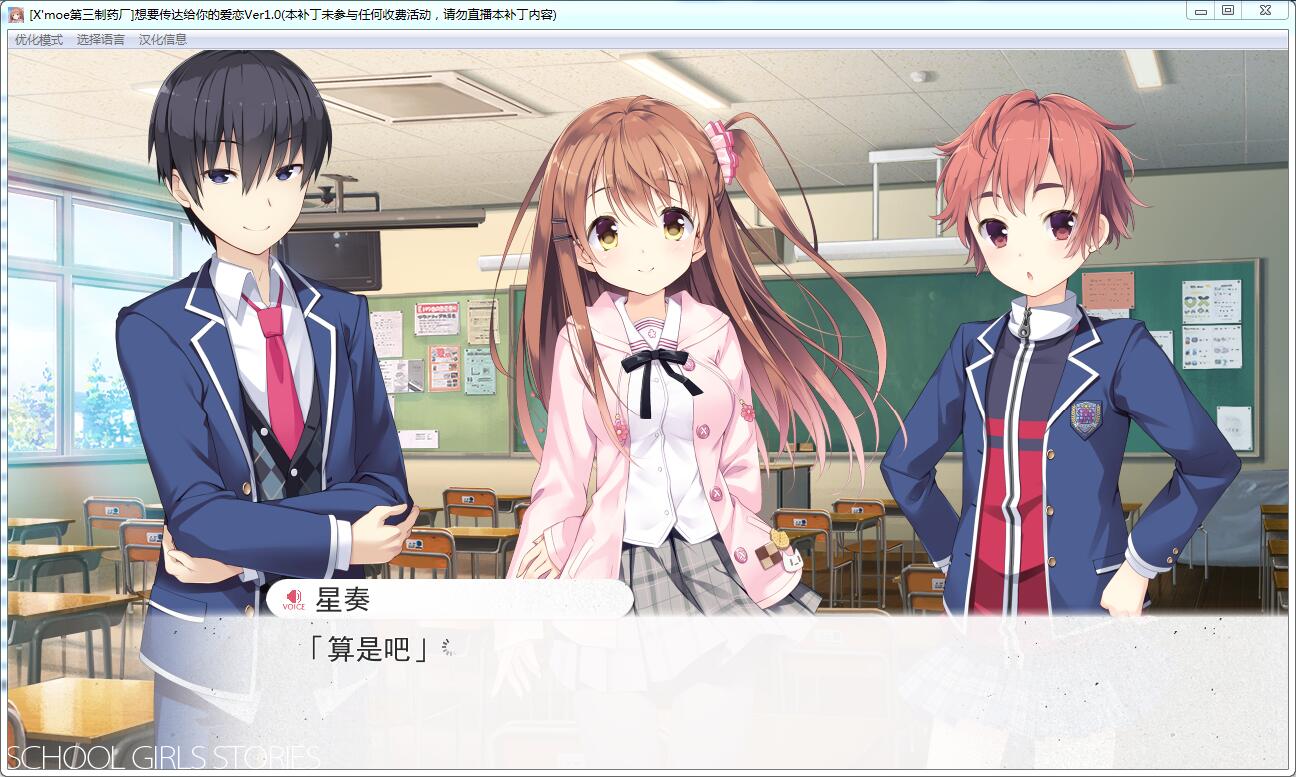 [X'moe第三制药厂]想要传达给你的爱恋Ver1.0(本补丁未参与任何收费活动，请勿直播本补丁内容)
优化模式 选择语言 汉化信息
VOICE 星奏
「算是吧」
SCHOOL GIRLS STORIES